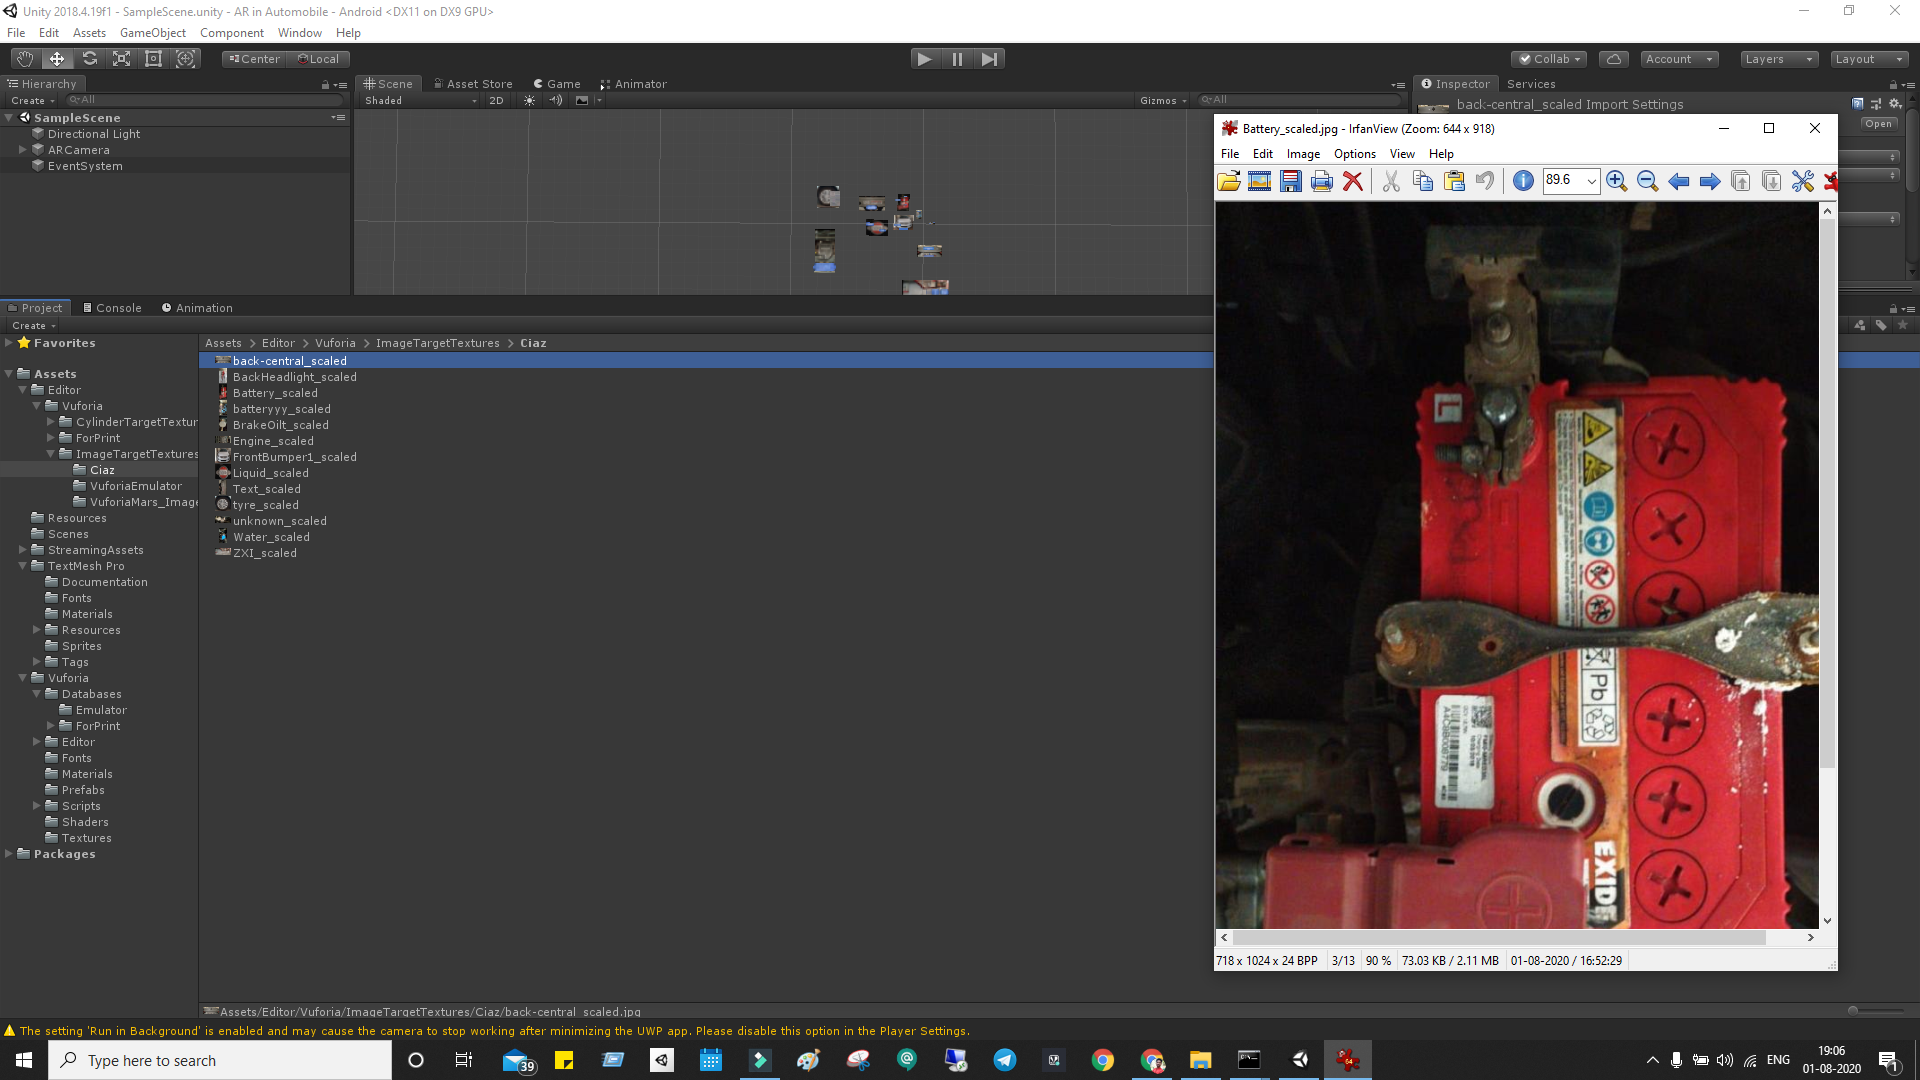 Unity 2018.4.19f1 - SampleScene.unity - AR in Automobile - Android <DX11 on DX9 GPU>
File Edit Assets GameObject Component Window Help
Center Local
Collab Account Layers Layout
Hierarchy
Create All
SampleScene
Directional Light
ARCamera
EventSystem
Scene Asset Store Game Animator
Shaded 2D Gizmos All
Inspector Services
back-central_scaled Import Settings
Open
Project Console Animation
Create
Favorites
Assets
Editor
Vuforia
CylinderTargetTextur
ForPrint
ImageTargetTextures
Ciaz
VuforiaEmulator
VuforiaMars_Image
Resources
Scenes
StreamingAssets
TextMesh Pro
Documentation
Fonts
Materials
Resources
Sprites
Tags
Vuforia
Databases
Emulator
ForPrint
Editor
Fonts
Materials
Prefabs
Scripts
Shaders
Textures
Packages
Assets > Editor > Vuforia > ImageTargetTextures > Ciaz
back-central_scaled
BackHeadlight_scaled
Battery_scaled
batteryyy_scaled
BrakeOilt_scaled
Engine_scaled
FrontBumper1_scaled
Liquid_scaled
Text_scaled
tyre_scaled
unknown_scaled
Water_scaled
ZXI_scaled
Assets/Editor/Vuforia/ImageTargetTextures/Ciaz/back-central_scaled.jpg
Battery_scaled.jpg - IrfanView (Zoom: 644 x 918)
File Edit Image Options View Help
89.6
L
Pb
EXIDE
718 x 1024 x 24 BPP 3/13 90 % 73.03 KB / 2.11 MB 01-08-2020 / 16:52:29
The setting 'Run in Background' is enabled and may cause the camera to stop working after minimizing the UWP app. Please disable this option in the Player Settings.
Type here to search
39
64
ENG
19:06
01-08-2020
1